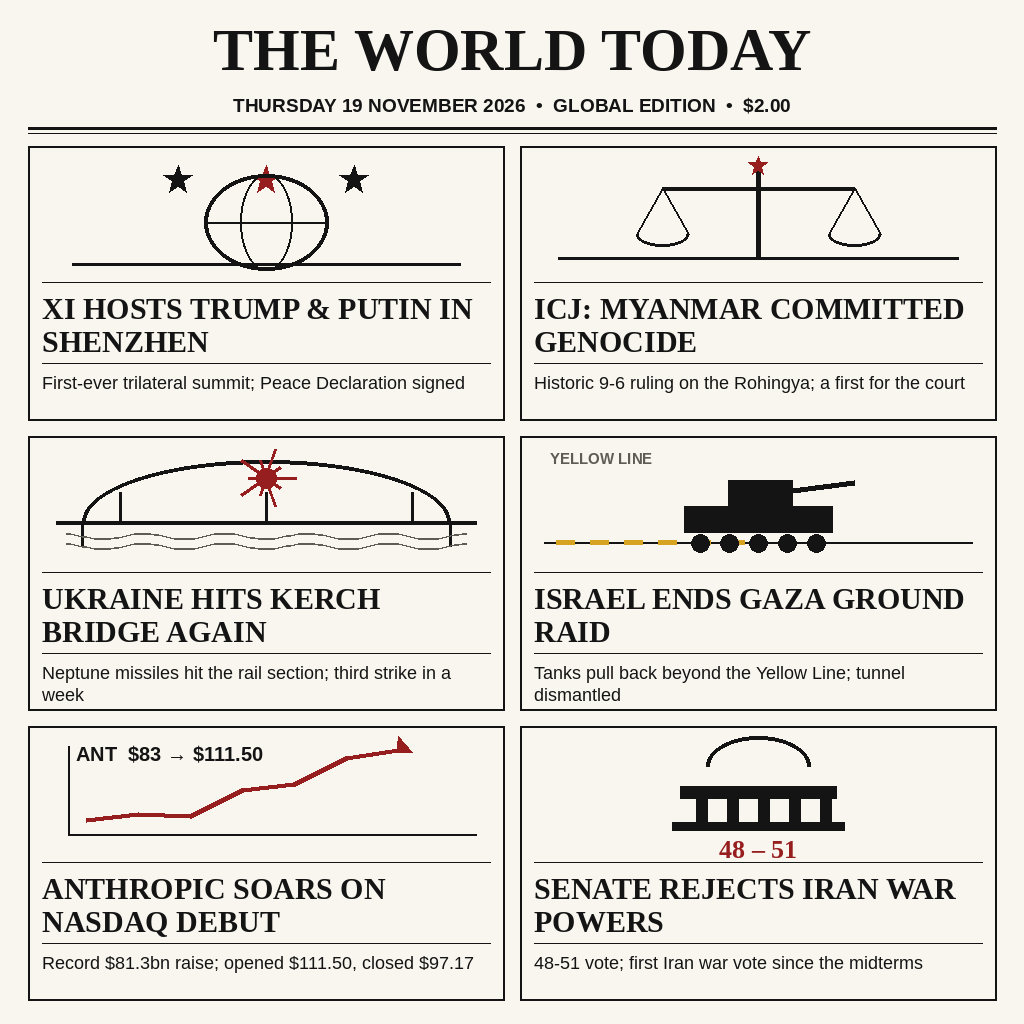 THE WORLD TODAY
THURSDAY 19 NOVEMBER 2026 • GLOBAL EDITION • $2.00
XI HOSTS TRUMP & PUTIN IN
SHENZHEN
First-ever trilateral summit; Peace Declaration signed
ICJ: MYANMAR COMMITTED
GENOCIDE
Historic 9-6 ruling on the Rohingya; a first for the court
UKRAINE HITS KERCH
BRIDGE AGAIN
Neptune missiles hit the rail section; third strike in a
week
YELLOW LINE
ISRAEL ENDS GAZA GROUND
RAID
Tanks pull back beyond the Yellow Line; tunnel
dismantled
ANT $83 → $111.50
ANTHROPIC SOARS ON
NASDAQ DEBUT
Record $81.3bn raise; opened $111.50, closed $97.17
48 – 51
SENATE REJECTS IRAN WAR
POWERS
48-51 vote; first Iran war vote since the midterms